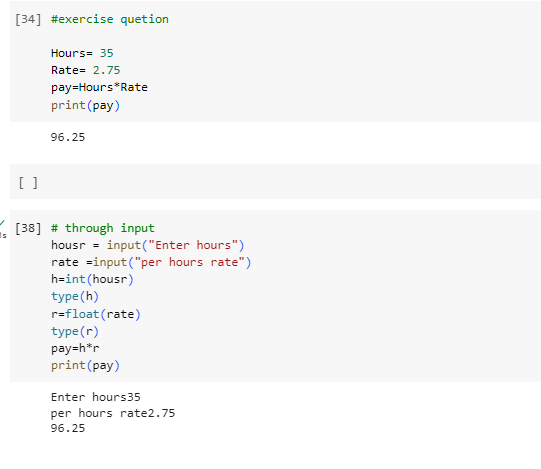 [34] #exercise quetion
Hours= 35
Rate= 2.75
pay=Hours*Rate
print(pay)
96.25
[ ]
[38] # through input
housr = input("Enter hours")
rate =input("per hours rate")
h=int(housr)
type(h)
r=float(rate)
type(r)
pay=h*r
print(pay)
Enter hours35
per hours rate2.75
96.25